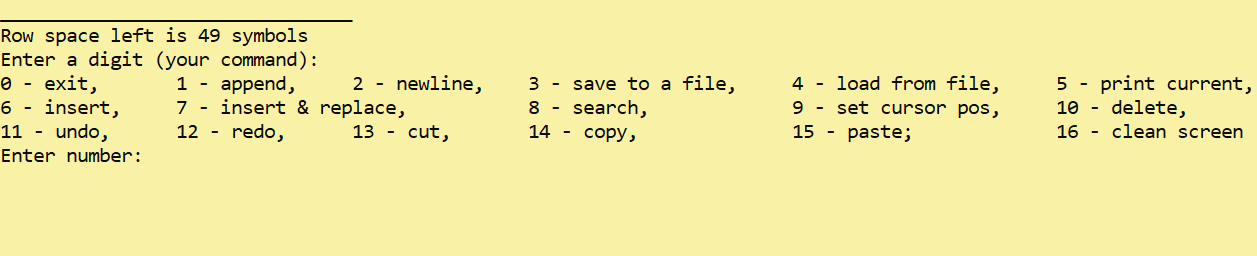 Row space left is 49 symbols
Enter a digit (your command):
0 - exit, 1 - append, 2 - newline, 3 - save to a file, 4 - load from file, 5 - print current,
6 - insert, 7 - insert & replace, 8 - search, 9 - set cursor pos, 10 - delete,
11 - undo, 12 - redo, 13 - cut, 14 - copy, 15 - paste; 16 - clean screen
Enter number: